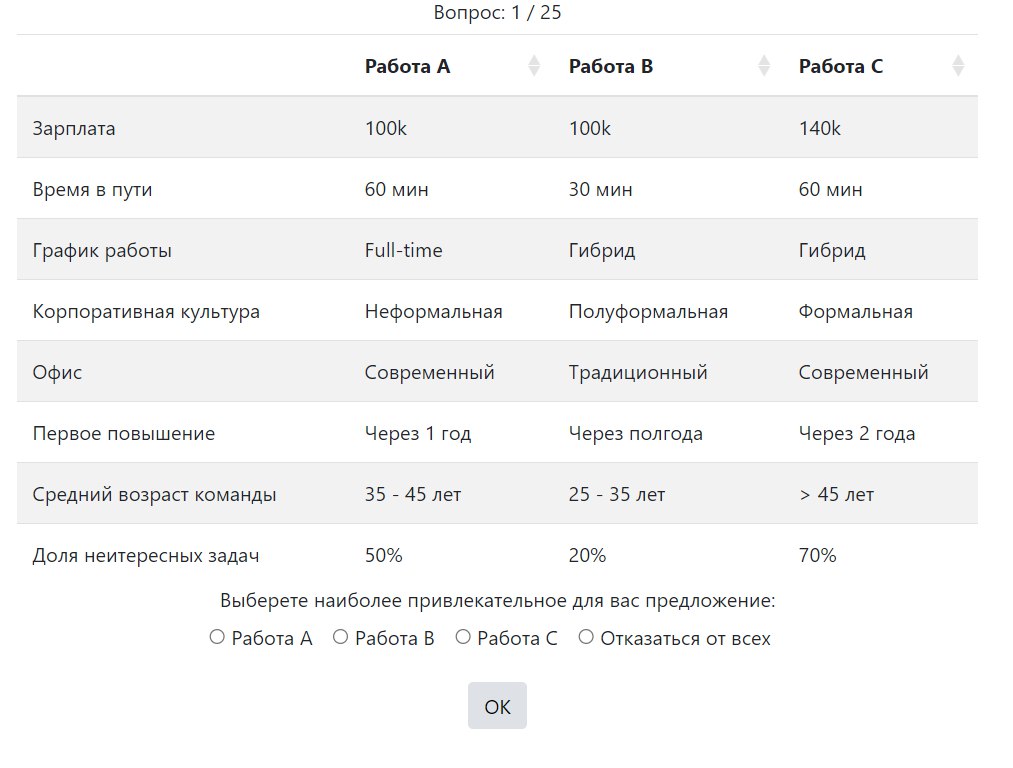 Вопрос: 1 / 25
Работа A Работа B Работа C
Зарплата 100k 100k 140k
Время в пути 60 мин 30 мин 60 мин
График работы Full-time Гибрид Гибрид
Корпоративная культура Неформальная Полуформальная Формальная
Офис Современный Традиционный Современный
Первое повышение Через 1 год Через полгода Через 2 года
Средний возраст команды 35 - 45 лет 25 - 35 лет > 45 лет
Доля неитересных задач 50% 20% 70%
Выберете наиболее привлекательное для вас предложение:
Работа A Работа B Работа C Отказаться от всех
OK